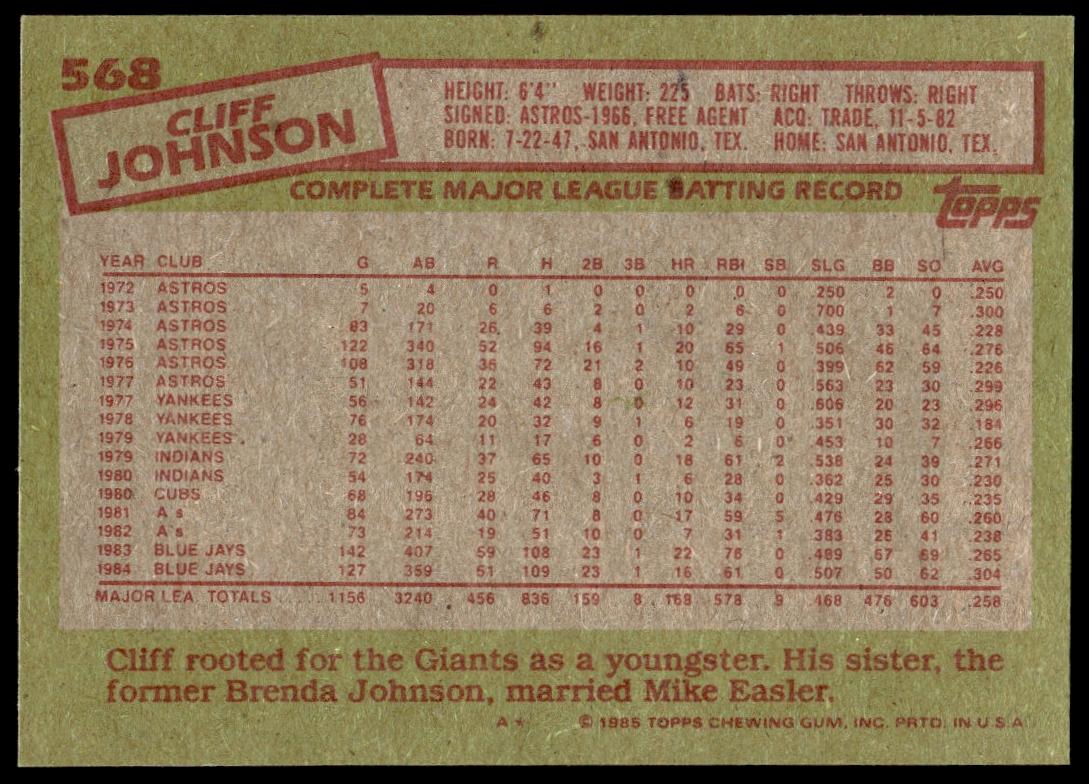 568
CLIFF
JOHNSON
HEIGHT: 6'4" WEIGHT: 225 BATS: RIGHT THROWS: RIGHT
SIGNED: ASTROS-1966, FREE AGENT ACQ: TRADE, 11-5-82
BORN: 7-22-47, SAN ANTONIO, TEX. HOME: SAN ANTONIO, TEX.
COMPLETE MAJOR LEAGUE BATTING RECORD
TOPPS
YEAR CLUB G AB R H 2B 3B HR RBI SB SLG BB SO AVG
1972 ASTROS 5 4 0 1 0 0 0 0 0 .250 2 0 .250
1973 ASTROS 7 20 6 6 2 0 2 6 0 .700 1 7 .300
1974 ASTROS 83 171 26 39 4 1 10 29 0 .439 33 45 .228
1975 ASTROS 122 340 52 94 16 1 20 65 1 .506 46 64 .276
1976 ASTROS 108 318 36 72 21 2 10 49 0 .399 62 59 .226
1977 ASTROS 51 144 22 43 8 0 10 23 0 .563 23 30 .299
1977 YANKEES 56 142 24 42 8 0 12 31 0 .606 20 23 .296
1978 YANKEES 76 174 20 32 9 1 6 19 0 .351 30 32 .184
1979 YANKEES 28 64 11 17 6 0 2 6 0 .453 10 7 .266
1979 INDIANS 72 240 37 65 10 0 18 61 2 .538 24 39 .271
1980 INDIANS 54 174 25 40 3 1 6 28 0 .362 25 30 .230
1980 CUBS 68 196 28 46 8 0 10 34 0 .429 29 35 .235
1981 A s 84 273 40 71 8 0 17 59 5 .476 28 60 .260
1982 A s 73 214 19 51 10 0 7 31 1 .383 26 41 .238
1983 BLUE JAYS 142 407 59 108 23 1 22 76 0 .489 67 69 .265
1984 BLUE JAYS 127 359 51 109 23 1 16 61 0 .507 50 62 .304
MAJOR LEA. TOTALS ..... 1156 3240 456 836 159 8 168 578 9 .468 476 603 .258
Cliff rooted for the Giants as a youngster. His sister, the
former Brenda Johnson, married Mike Easler.
A * © 1985 TOPPS CHEWING GUM, INC. PRTD. IN U.S.A.